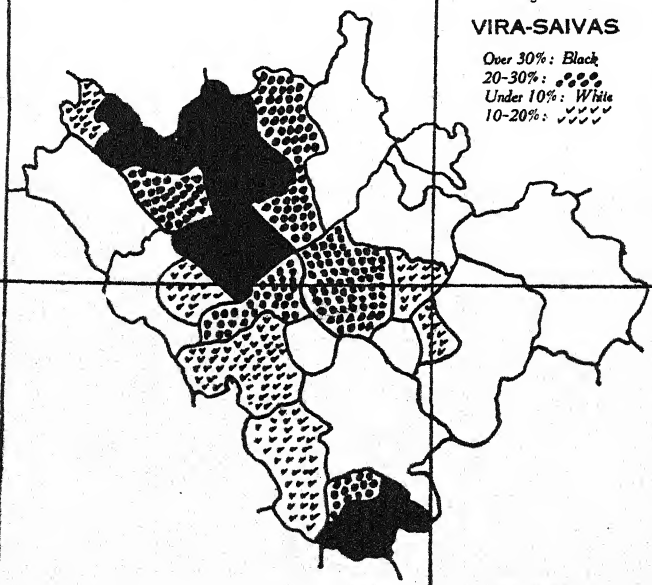 VIRA-SAIVAS
Over 30%: Black
20-30%:
Under 10%: White
10-20%: